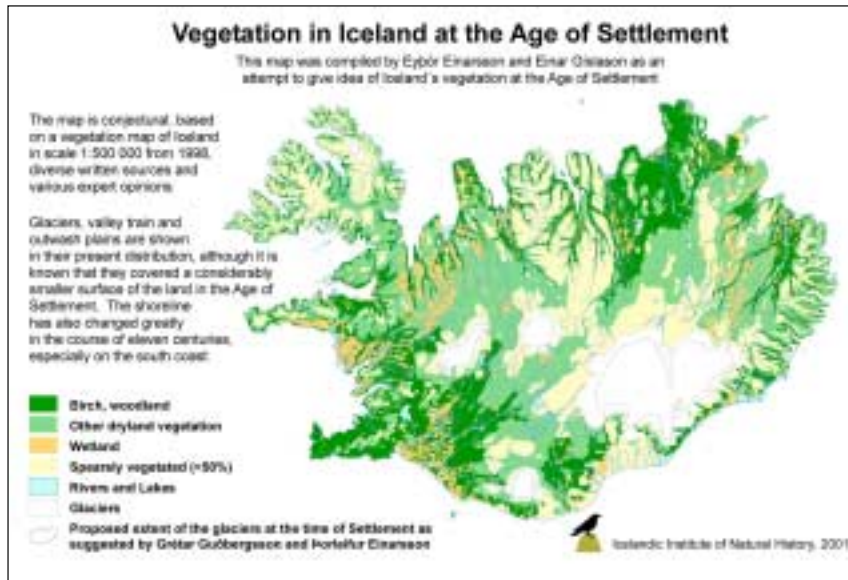 Vegetation in Iceland at the Age of Settlement
This map was compiled by Eyþór Einarsson and Einar Gíslason as an
attempt to give idea of Iceland´s vegetation at the Age of Settlement
The map is conjectural, based
on a vegetation map of Iceland
in scale 1:500 000 from 1998,
diverse written sources and
various expert opinions
Glaciers, valley train and
outwash plains are shown
in their present distribution, although it is
known that they covered a considerably
smaller surface of the land in the Age of
Settlement. The shoreline
has also changed greatly
in the course of eleven centuries,
especially on the south coast.
Birch, woodland
Other dryland vegetation
Wetland
Spearsly vegetated (<50%)
Rivers and Lakes
Glaciers
Proposed extent of the glaciers at the time of Settlement as
suggested by Grétar Guðbergsson and Þorleifur Einarsson
Icelandic Institute of Natural History, 2001